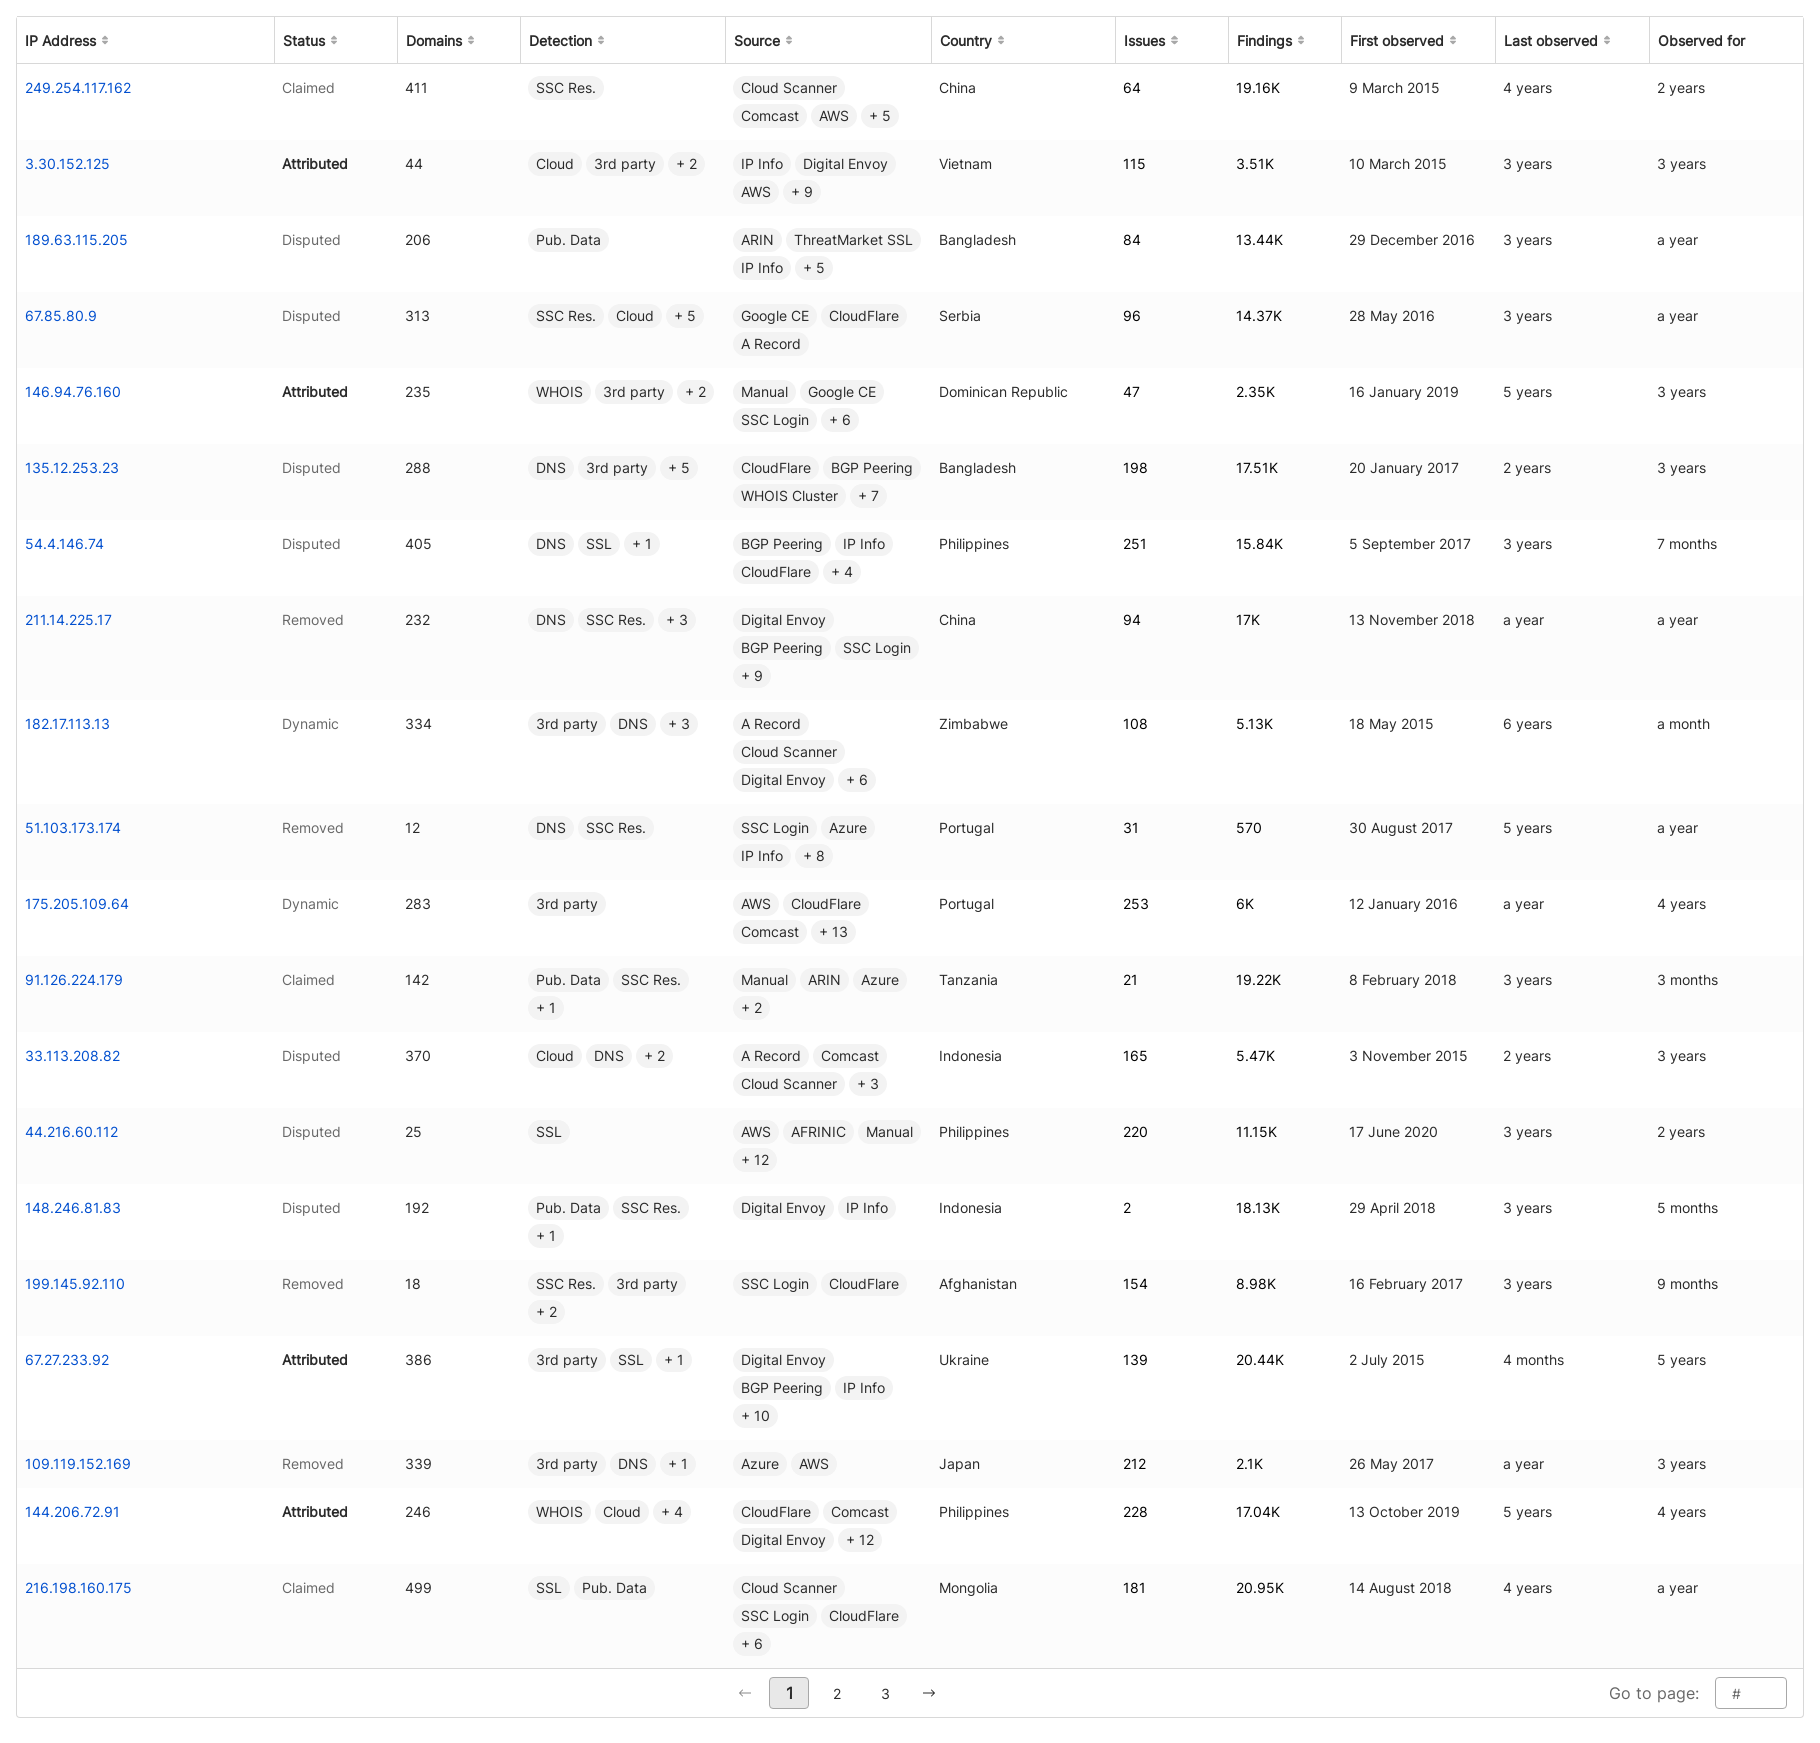 IP Address Status Domains Detection Source Country Issues Findings First observed Last observed Observed for
249.254.117.162 Claimed 411 SSC Res. Cloud Scanner China 64 19.16K 9 March 2015 4 years 2 years
Comcast AWS + 5
3.30.152.125 Attributed 44 Cloud 3rd party + 2 IP Info Digital Envoy Vietnam 115 3.51K 10 March 2015 3 years 3 years
AWS + 9
189.63.115.205 Disputed 206 Pub. Data ARIN ThreatMarket SSL Bangladesh 84 13.44K 29 December 2016 3 years a year
IP Info + 5
67.85.80.9 Disputed 313 SSC Res. Cloud + 5 Google CE CloudFlare Serbia 96 14.37K 28 May 2016 3 years a year
A Record
146.94.76.160 Attributed 235 WHOIS 3rd party + 2 Manual Google CE Dominican Republic 47 2.35K 16 January 2019 5 years 3 years
SSC Login + 6
135.12.253.23 Disputed 288 DNS 3rd party + 5 CloudFlare BGP Peering Bangladesh 198 17.51K 20 January 2017 2 years 3 years
WHOIS Cluster + 7
54.4.146.74 Disputed 405 DNS SSL + 1 BGP Peering IP Info Philippines 251 15.84K 5 September 2017 3 years 7 months
CloudFlare + 4
211.14.225.17 Removed 232 DNS SSC Res. + 3 Digital Envoy China 94 17K 13 November 2018 a year a year
BGP Peering SSC Login
+ 9
182.17.113.13 Dynamic 334 3rd party DNS + 3 A Record Zimbabwe 108 5.13K 18 May 2015 6 years a month
Cloud Scanner
Digital Envoy + 6
51.103.173.174 Removed 12 DNS SSC Res. SSC Login Azure Portugal 31 570 30 August 2017 5 years a year
IP Info + 8
175.205.109.64 Dynamic 283 3rd party AWS CloudFlare Portugal 253 6K 12 January 2016 a year 4 years
Comcast + 13
91.126.224.179 Claimed 142 Pub. Data SSC Res. Manual ARIN Azure Tanzania 21 19.22K 8 February 2018 3 years 3 months
+ 1 + 2
33.113.208.82 Disputed 370 Cloud DNS + 2 A Record Comcast Indonesia 165 5.47K 3 November 2015 2 years 3 years
Cloud Scanner + 3
44.216.60.112 Disputed 25 SSL AWS AFRINIC Manual Philippines 220 11.15K 17 June 2020 3 years 2 years
+ 12
148.246.81.83 Disputed 192 Pub. Data SSC Res. Digital Envoy IP Info Indonesia 2 18.13K 29 April 2018 3 years 5 months
+ 1
199.145.92.110 Removed 18 SSC Res. 3rd party SSC Login CloudFlare Afghanistan 154 8.98K 16 February 2017 3 years 9 months
+ 2
67.27.233.92 Attributed 386 3rd party SSL + 1 Digital Envoy Ukraine 139 20.44K 2 July 2015 4 months 5 years
BGP Peering IP Info
+ 10
109.119.152.169 Removed 339 3rd party DNS + 1 Azure AWS Japan 212 2.1K 26 May 2017 a year 3 years
144.206.72.91 Attributed 246 WHOIS Cloud + 4 CloudFlare Comcast Philippines 228 17.04K 13 October 2019 5 years 4 years
Digital Envoy + 12
216.198.160.175 Claimed 499 SSL Pub. Data Cloud Scanner Mongolia 181 20.95K 14 August 2018 4 years a year
SSC Login CloudFlare
+ 6
← 1 2 3 → Go to page: #